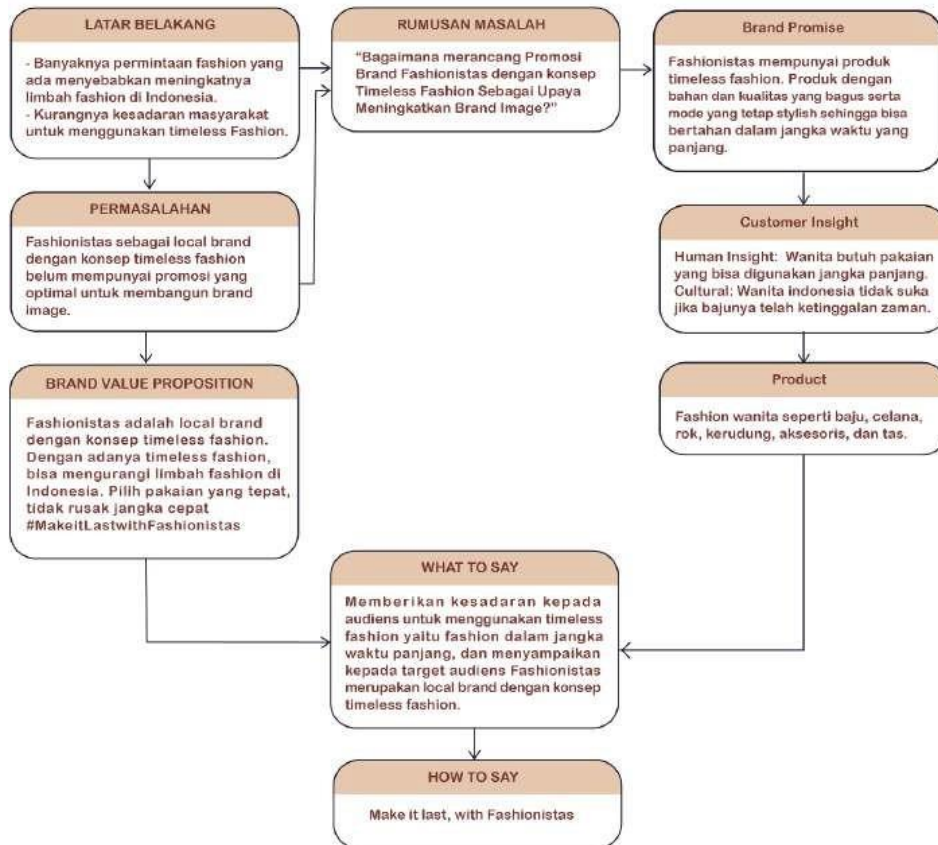 LATAR BELAKANG
- Banyaknya permintaan fashion yang
ada menyebabkan meningkatnya
limbah fashion di Indonesia.
- Kurangnya kesadaran masyarakat
untuk menggunakan timeless Fashion.
PERMASALAHAN
Fashionistas sebagai local brand
dengan konsep timeless fashion
belum mempunyai promosi yang
optimal untuk membangun brand
image.
BRAND VALUE PROPOSITION
Fashionistas adalah local brand
dengan konsep timeless fashion.
Dengan adanya timeless fashion,
bisa mengurangi limbah fashion di
Indonesia. Pilih pakaian yang tepat,
tidak rusak jangka cepat
#MakeitLastwithFashionistas
RUMUSAN MASALAH
“Bagaimana merancang Promosi
Brand Fashionistas dengan konsep
Timeless Fashion Sebagai Upaya
Meningkatkan Brand Image?”
Brand Promise
Fashionistas mempunyai produk
timeless fashion. Produk dengan
bahan dan kualitas yang bagus serta
mode yang tetap stylish sehingga bisa
bertahan dalam jangka waktu yang
panjang.
Customer Insight
Human Insight: Wanita butuh pakaian
yang bisa digunakan jangka panjang.
Cultural: Wanita indonesia tidak suka
jika bajunya telah ketinggalan zaman.
Product
Fashion wanita seperti baju, celana,
rok, kerudung, aksesoris, dan tas.
WHAT TO SAY
Memberikan kesadaran kepada
audiens untuk menggunakan timeless
fashion yaitu fashion dalam jangka
waktu panjang, dan menyampaikan
kepada target audiens Fashionistas
merupakan local brand dengan konsep
timeless fashion.
HOW TO SAY
Make it last, with Fashionistas